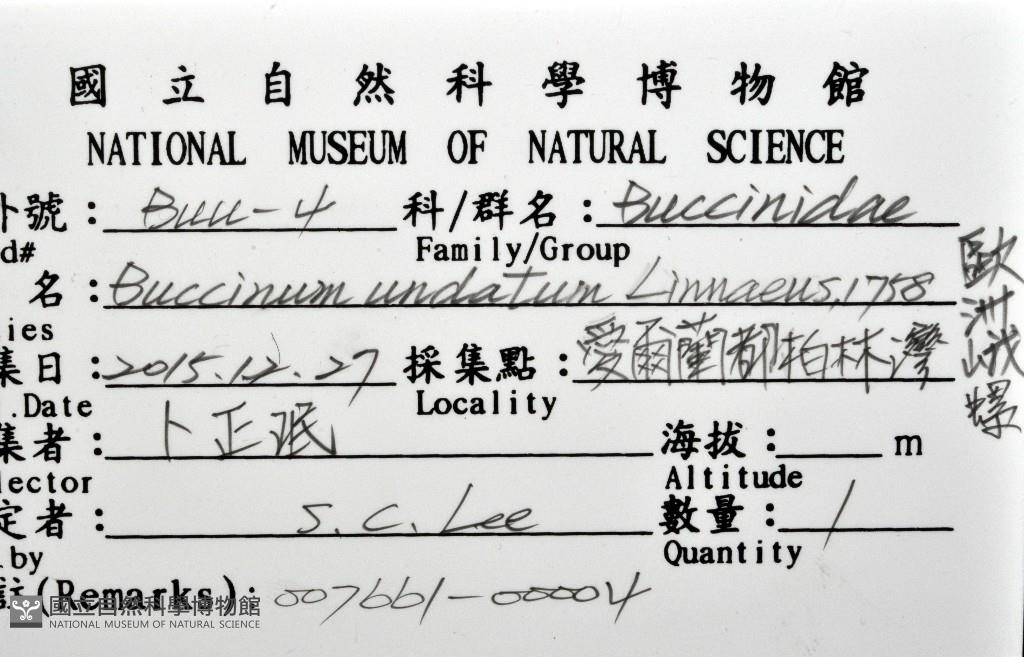 國立自然科學博物館
NATIONAL MUSEUM OF NATURAL SCIENCE
號: Buu-4 科/群名: Buccinidae
d# Family/Group
名: Buccinum undatum Linnaeus, 1758
ies
歐洲峨螺
集日: 2015.12.27 採集點: 愛爾蘭都柏林灣
.Date Locality
集者: 卜正珉 海拔: m
lector Altitude
定者: S. C. Lee 數量: 1
.by Quantity
註(Remarks): 007661-00004
國立自然科學博物館
NATIONAL MUSEUM OF NATURAL SCIENCE